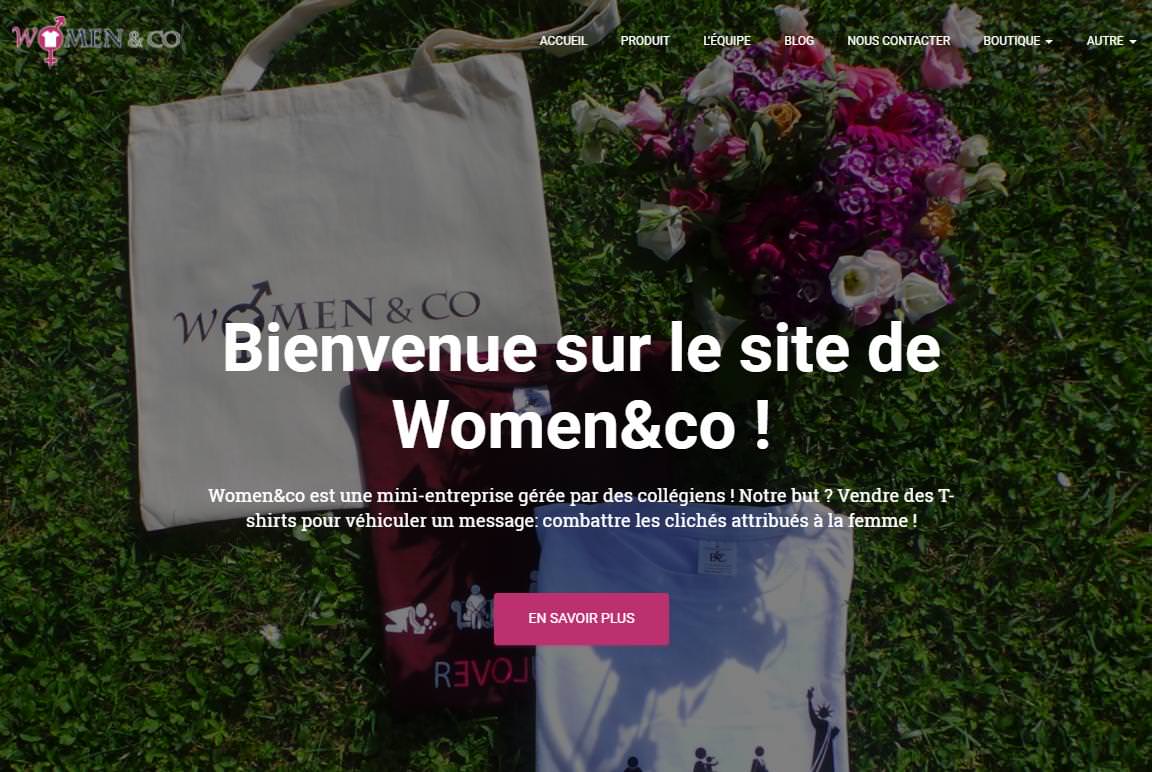 WOMEN & CO
ACCUEIL PRODUIT L'ÉQUIPE BLOG NOUS CONTACTER BOUTIQUE AUTRE
WOMEN & CO
Bienvenue sur le site de
Women&co !
Women&co est une mini-entreprise gérée par des collégiens ! Notre but ? Vendre des T-
shirts pour véhiculer un message: combattre les clichés attribués à la femme !
EN SAVOIR PLUS